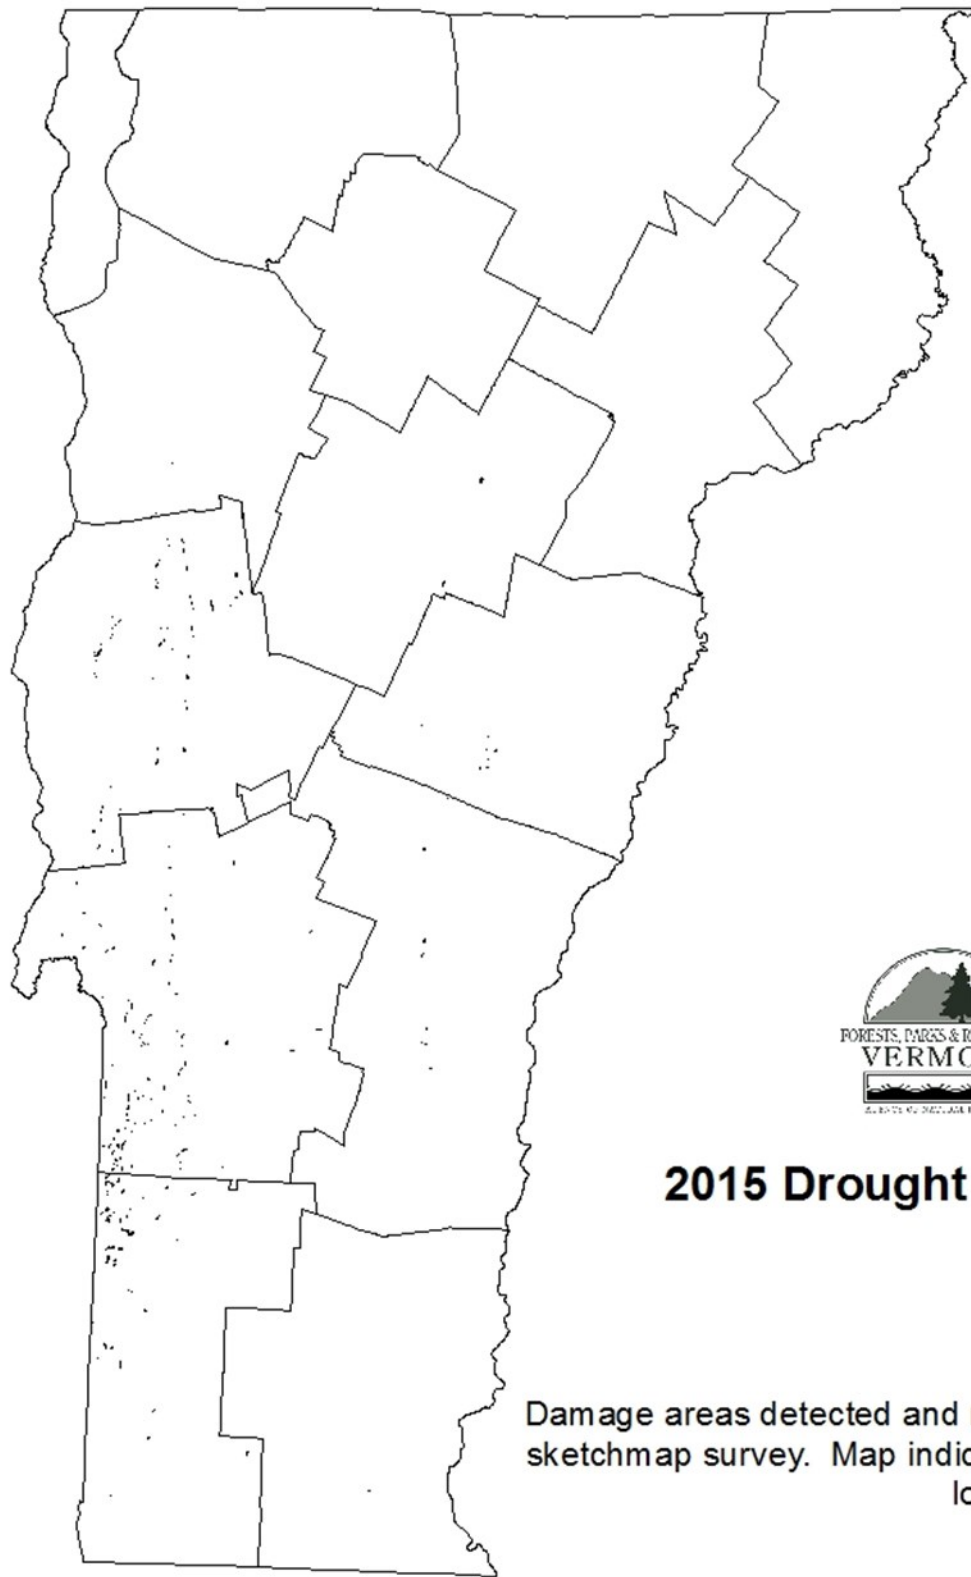 FORESTS, PARKS & R
VERMO
2015 Drought
Damage areas detected and
sketchmap survey. Map indic
lo